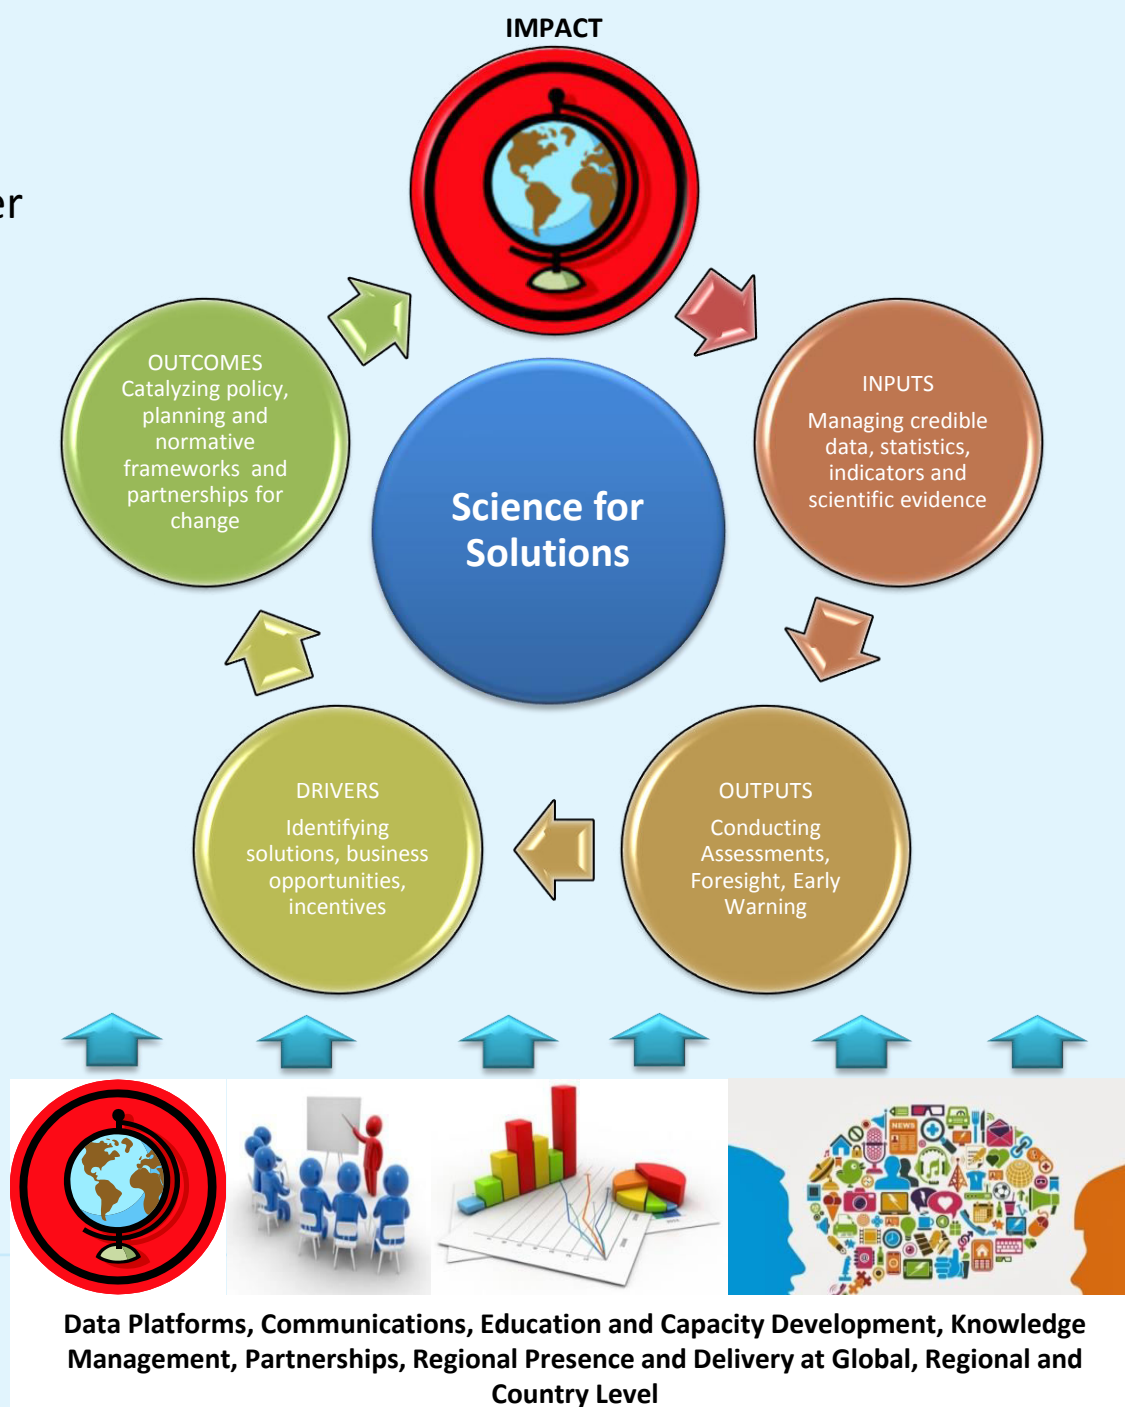 IMPACT
er
OUTCOMES
Catalyzing policy,
planning and
normative
frameworks and
partnerships for
change
INPUTS
Managing credible
data, statistics,
indicators and
scientific evidence
Science for
Solutions
DRIVERS
Identifying
solutions, business
opportunities,
incentives
OUTPUTS
Conducting
Assessments,
Foresight, Early
Warning
NEWS
Data Platforms, Communications, Education and Capacity Development, Knowledge
Management, Partnerships, Regional Presence and Delivery at Global, Regional and
Country Level